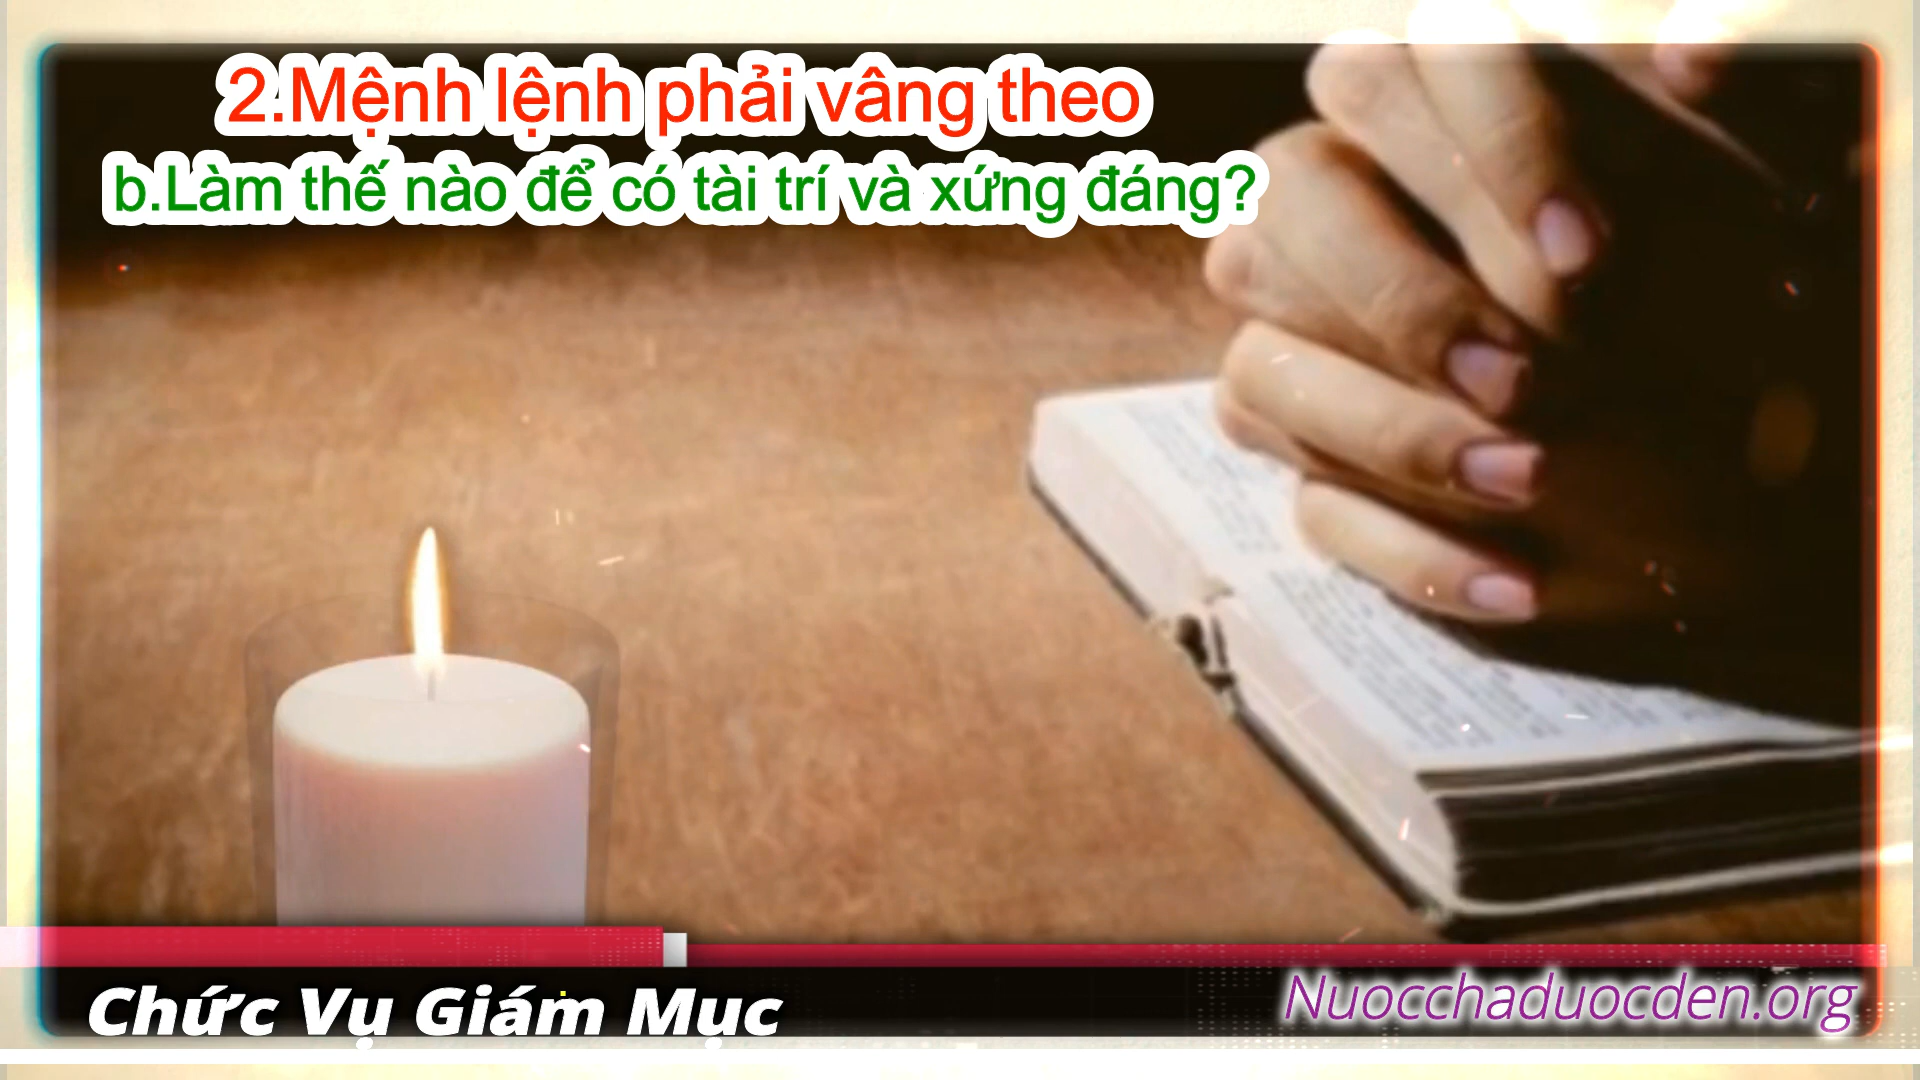 2.Mệnh lệnh phải vâng theo
b.Làm thế nào để có tài trí và xứng đáng?
Chức Vụ Giám Mục
Nuocchaduocden.org